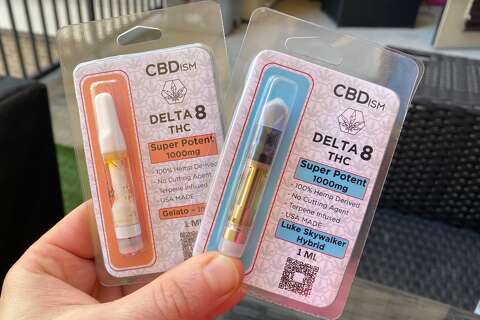 CBDISM
DELTA 8
THC
Super Potent
1000mg
• 100% Hemp Derived
• No Cutting Agent
• Terpene Infused
• USA MADE
Gelato -
1 ML
CBDISM
DELTA 8
THC
Super Potent
1000mg
• 100% Hemp Derived
• No Cutting Agent
• Terpene Infused
• USA MADE
Luke Skywalker
Hybrid
1 ML